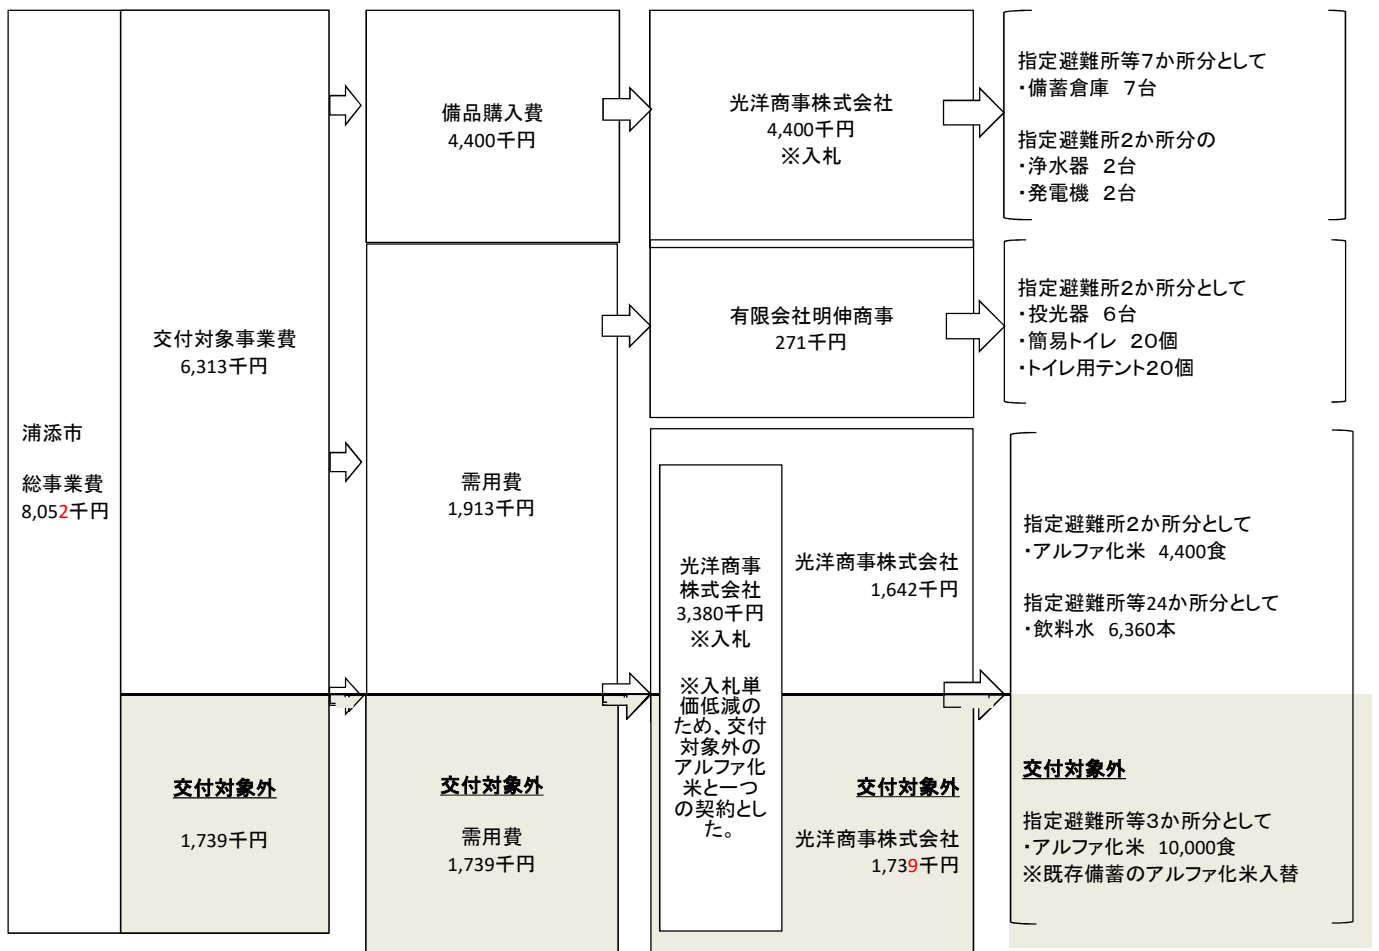 浦添市
総事業費
8,052千円
交付対象事業費
6,313千円
交付対象外
1,739千円
備品購入費
4,400千円
需用費
1,913千円
交付対象外
需用費
1,739千円
光洋商事株式会社
4,400千円
※入札
有限会社明伸商事
271千円
光洋商事
株式会社
3,380千円
※入札
※入札単
価低減の
ため、交付
対象外の
アルファ化
米と一つ
の契約とし
た。
光洋商事株式会社
1,642千円
交付対象外
光洋商事株式会社
1,739千円
指定避難所等7か所分として
・備蓄倉庫 7台
指定避難所2か所分の
・浄水器 2台
・発電機 2台
指定避難所2か所分として
・投光器 6台
・簡易トイレ 20個
・トイレ用テント20個
指定避難所2か所分として
・アルファ化米 4,400食
指定避難所等24か所分として
・飲料水 6,360本
交付対象外
指定避難所等3か所分として
・アルファ化米 10,000食
※既存備蓄のアルファ化米入替